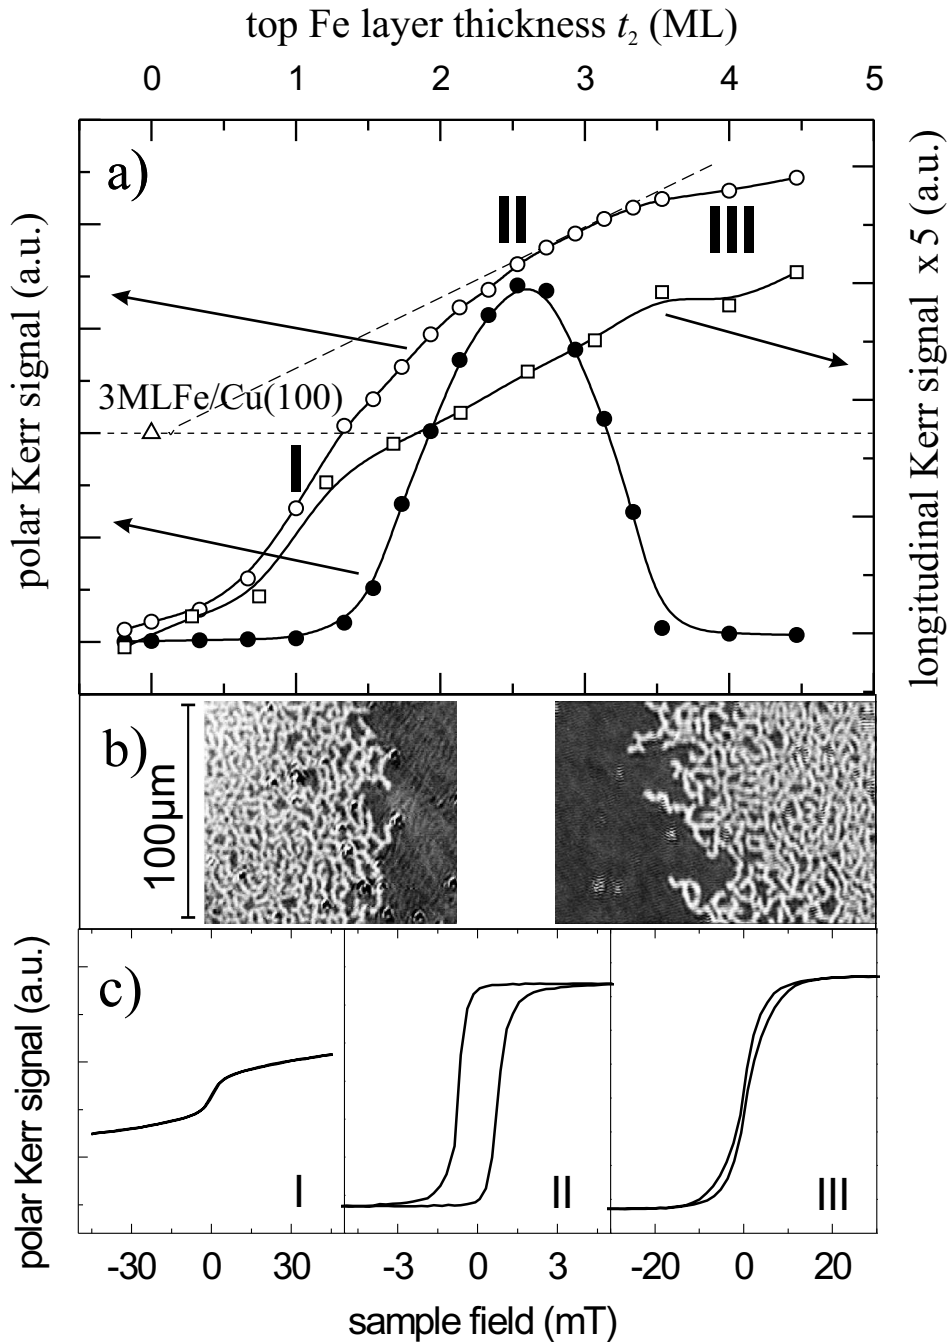 top Fe layer thickness t₂ (ML)
0 1 2 3 4 5
a)
II
III
3MLFe/Cu(100)
I
polar Kerr signal (a.u.)
longitudinal Kerr signal x 5 (a.u.)
b)
100µm
c)
polar Kerr signal (a.u.)
I II III
-30 0 30 -3 0 3 -20 0 20
sample field (mT)